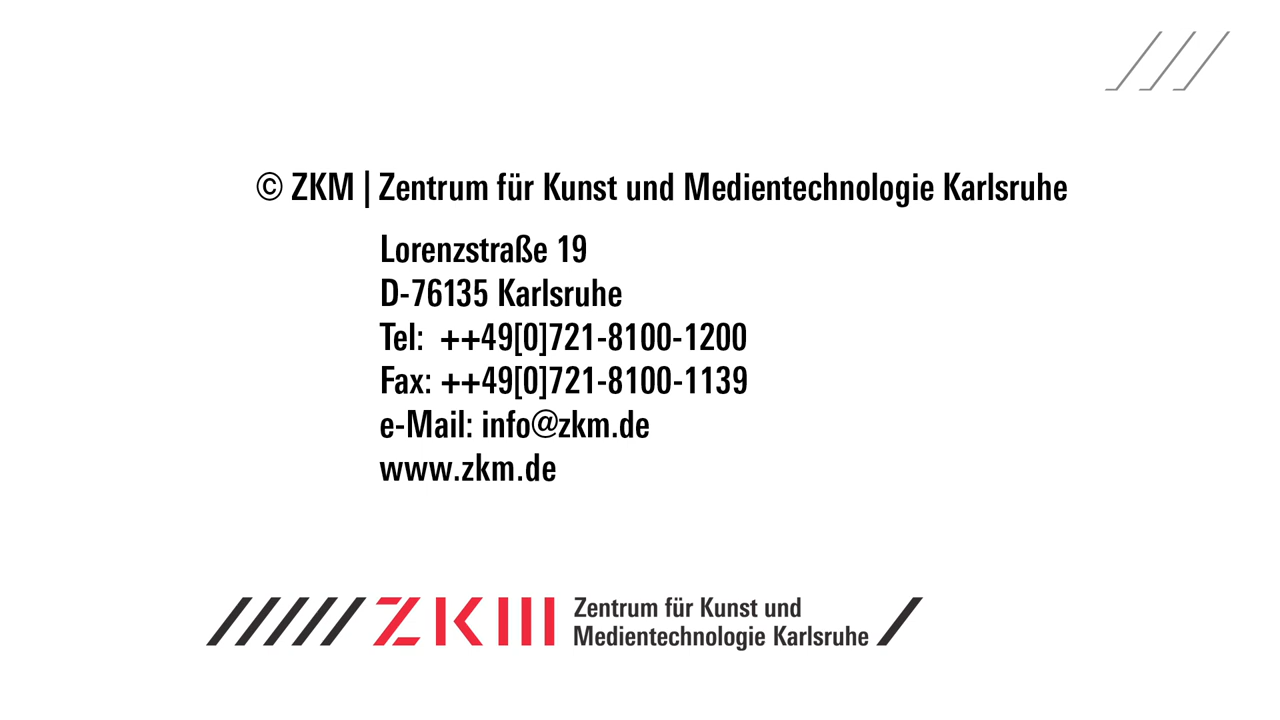 © ZKM | Zentrum für Kunst und Medientechnologie Karlsruhe
Lorenzstraße 19
D-76135 Karlsruhe
Tel: ++49[0]721-8100-1200
Fax: ++49[0]721-8100-1139
e-Mail: info@zkm.de
www.zkm.de
ZKM Zentrum für Kunst und
Medientechnologie Karlsruhe